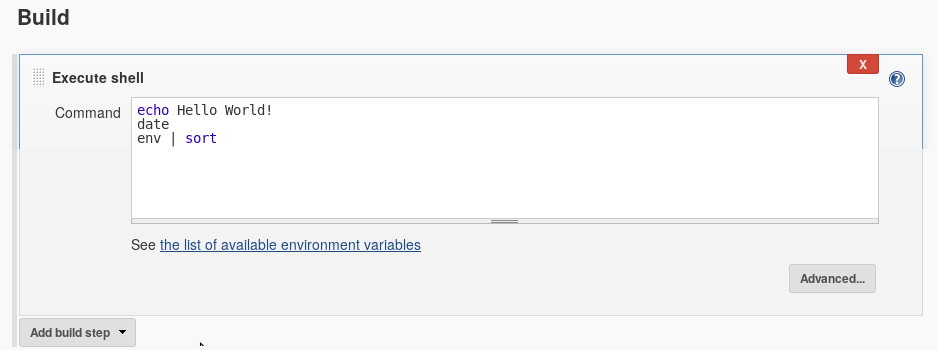 Build
X
Execute shell
?
Command
echo Hello World!
date
env | sort
See the list of available environment variables
Advanced...
Add build step